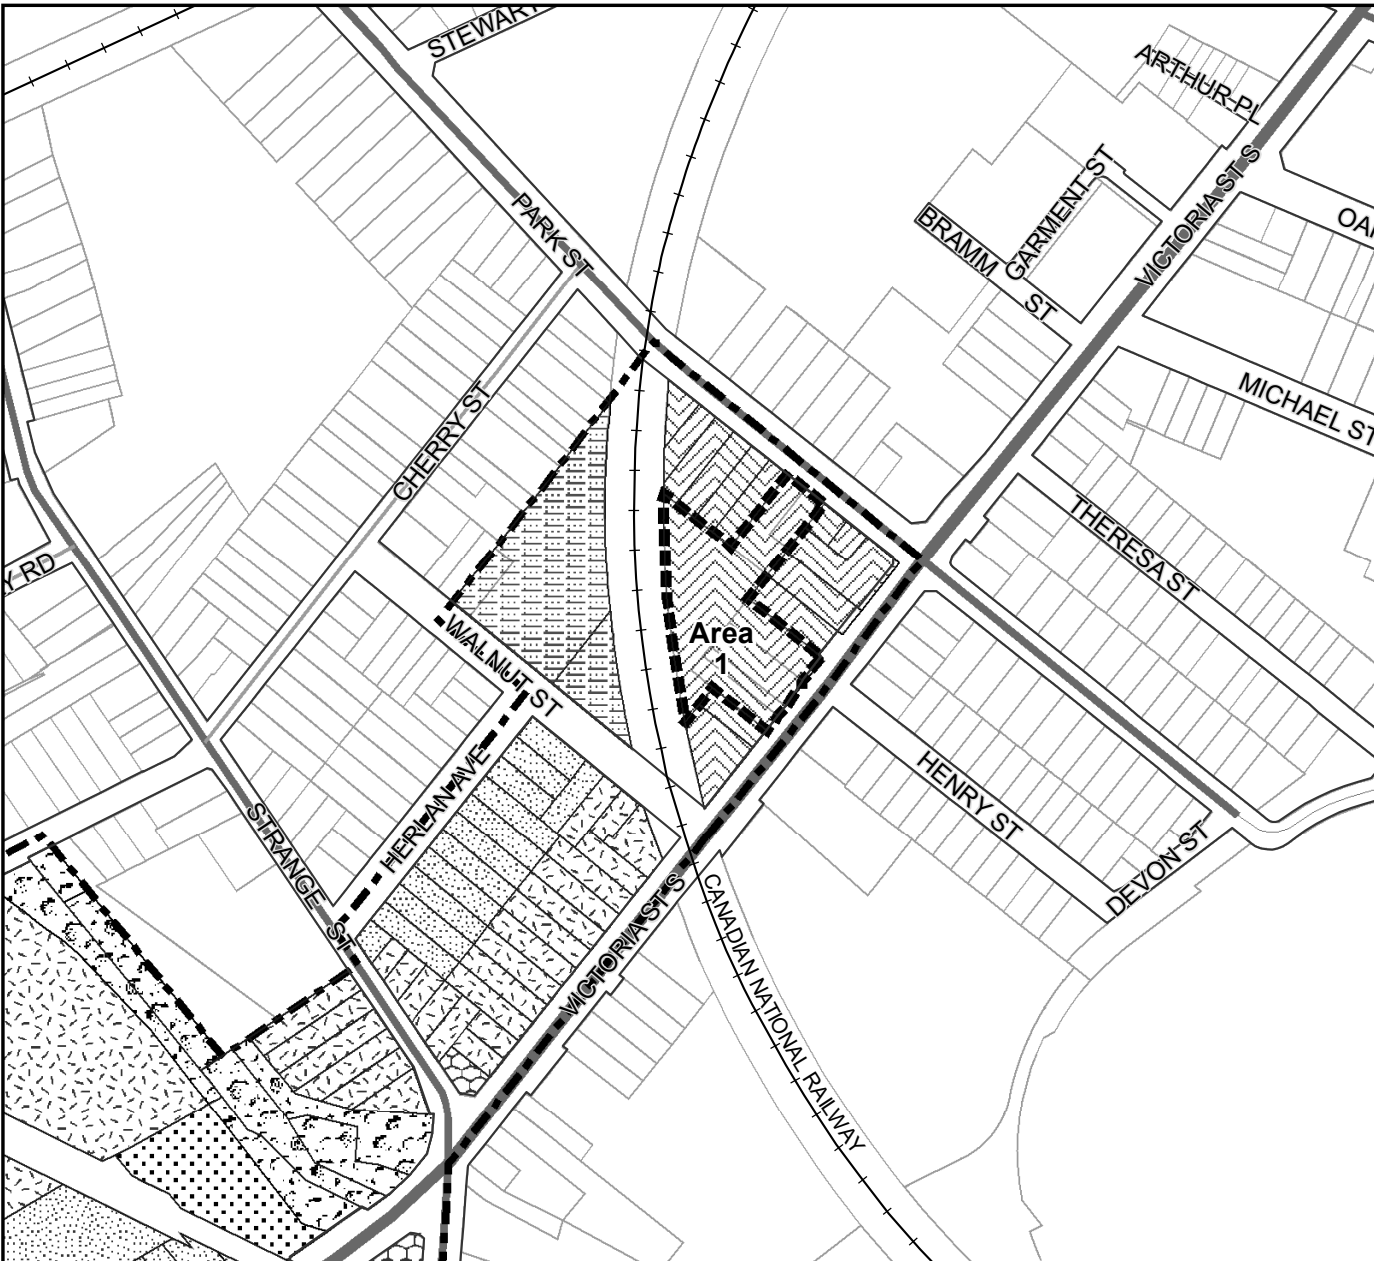 STEWART
ARTHUR PL
PARK ST
GARMENT ST
BRAMM ST
VICTORIA ST S
OA
MICHAEL ST
CHERRY ST
THERESA ST
Y RD
Area
1
WALNUT ST
HENRY ST
HERLAN AVE
STRANGE ST
DEVON ST
VICTORIA ST S
CANADIAN NATIONAL RAILWAY